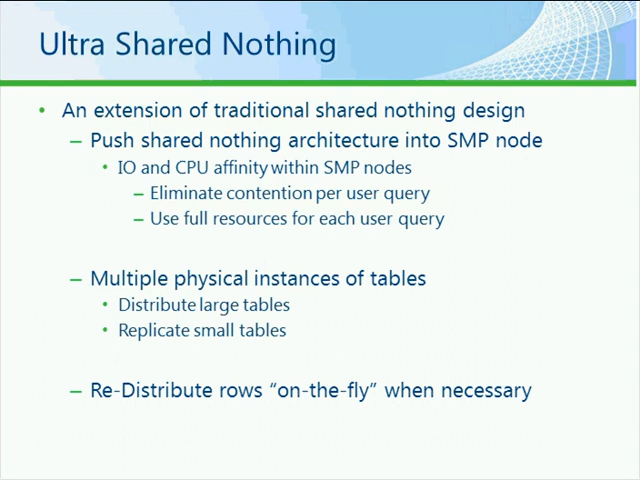 Ultra Shared Nothing
• An extension of traditional shared nothing design
– Push shared nothing architecture into SMP node
• IO and CPU affinity within SMP nodes
– Eliminate contention per user query
– Use full resources for each user query
– Multiple physical instances of tables
• Distribute large tables
• Replicate small tables
– Re-Distribute rows “on-the-fly” when necessary